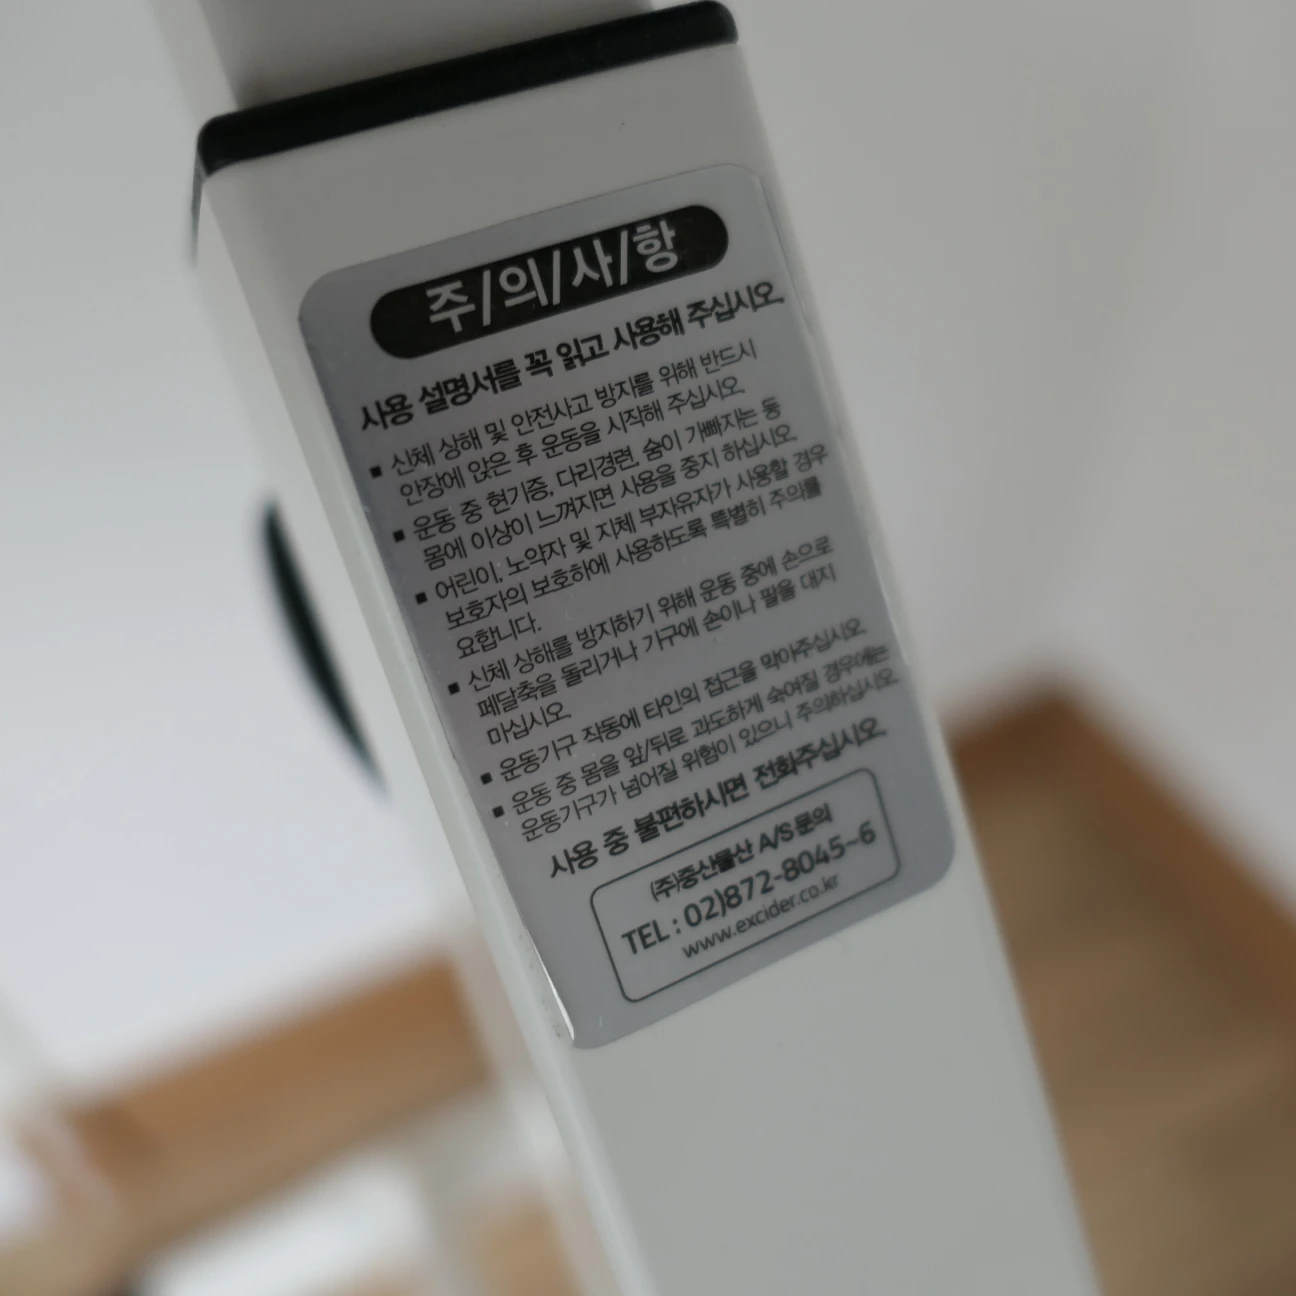 주/의/사/항
사용 설명서를 꼭 읽고 사용해 주십시오.
▪ 신체 상해 및 안전사고 방지를 위해 반드시
안장에 앉은 후 운동을 시작해 주십시오.
▪ 운동 중 현기증, 다리경련, 숨이 가빠지는 등
몸에 이상이 느껴지면 사용을 중지 하십시오.
▪ 어린이, 노약자 및 지체 부자유자가 사용할 경우
보호자의 보호하에 사용하도록 특별히 주의를
요합니다.
▪ 신체 상해를 방지하기 위해 운동 중에 손으로
페달축을 돌리거나 기구에 손이나 팔을 대지
마십시오.
▪ 운동기구 작동에 타인의 접근을 막아주십시오.
▪ 운동 중 몸을 앞/뒤로 과도하게 숙여질 경우에는
운동기구가 넘어질 위험이 있으니 주의하십시오.
사용 중 불편하시면 전화주십시오.
(주)중산물산 A/S 문의
TEL : 02)872-8045~6
www.excider.co.kr